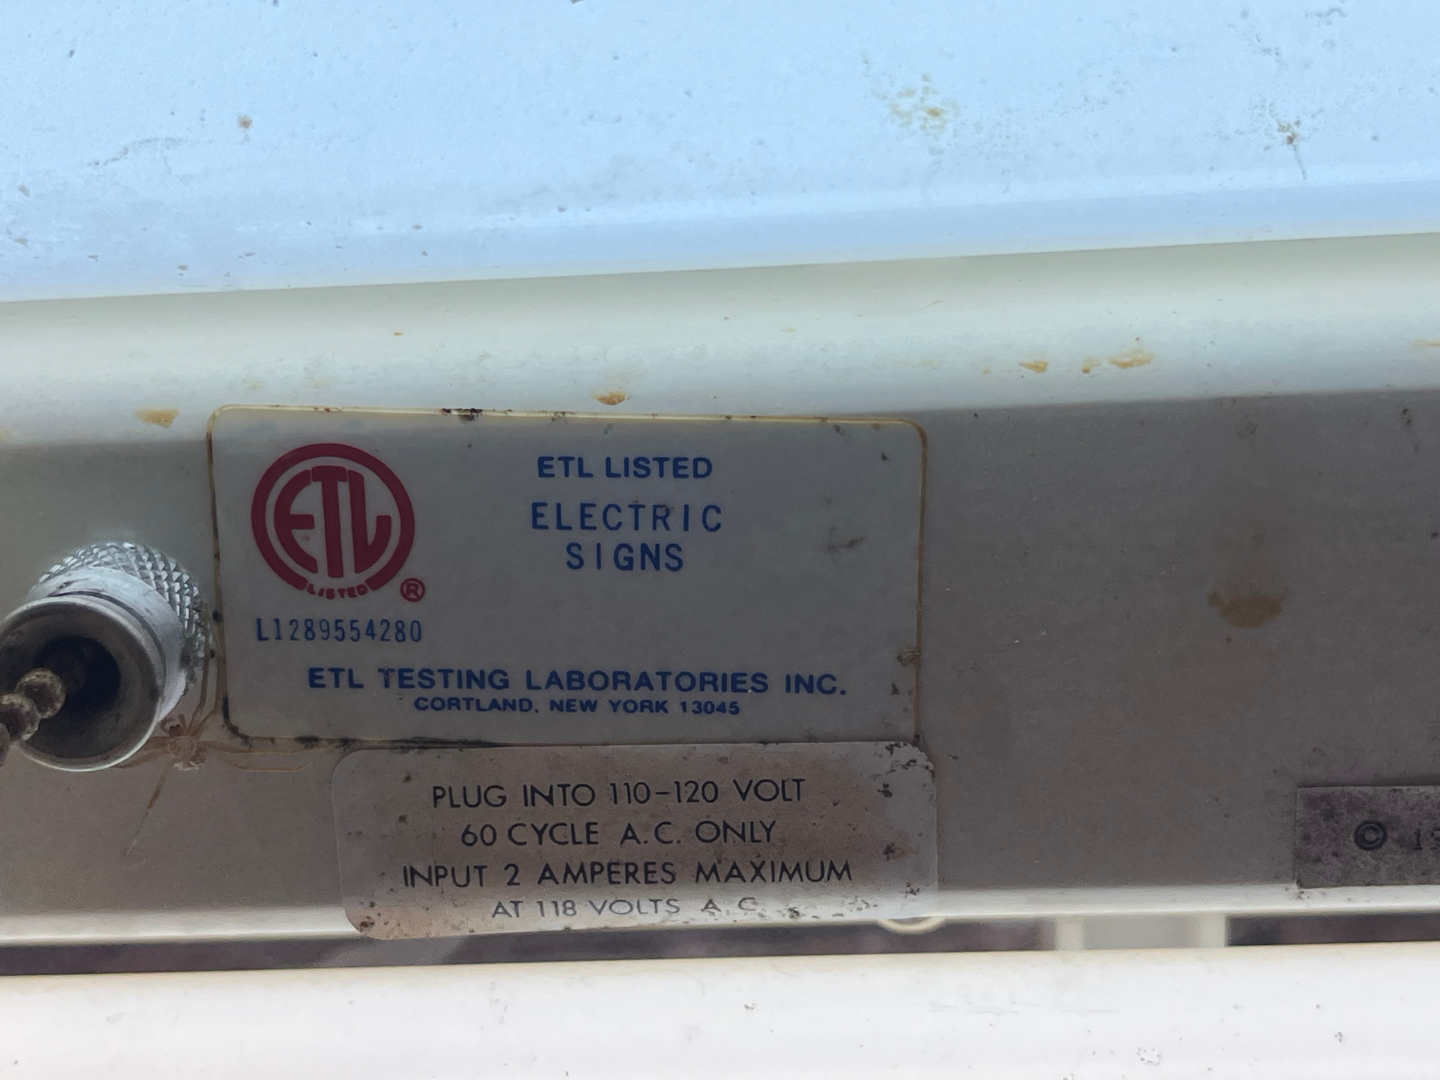 ETL
LISTED
®
ETL LISTED
ELECTRIC
SIGNS
L1289554280
ETL TESTING LABORATORIES INC.
CORTLAND, NEW YORK 13045
PLUG INTO 110-120 VOLT
60 CYCLE A.C. ONLY
INPUT 2 AMPERES MAXIMUM
AT 118 VOLTS A.C.
©